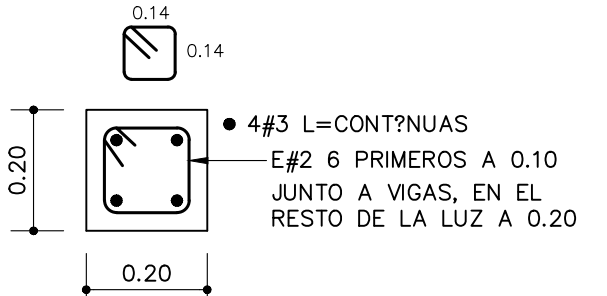 0.14
0.14
4#3 L=CONT?NUAS
E#2 6 PRIMEROS A 0.10
JUNTO A VIGAS, EN EL
RESTO DE LA LUZ A 0.20
0.20
0.20